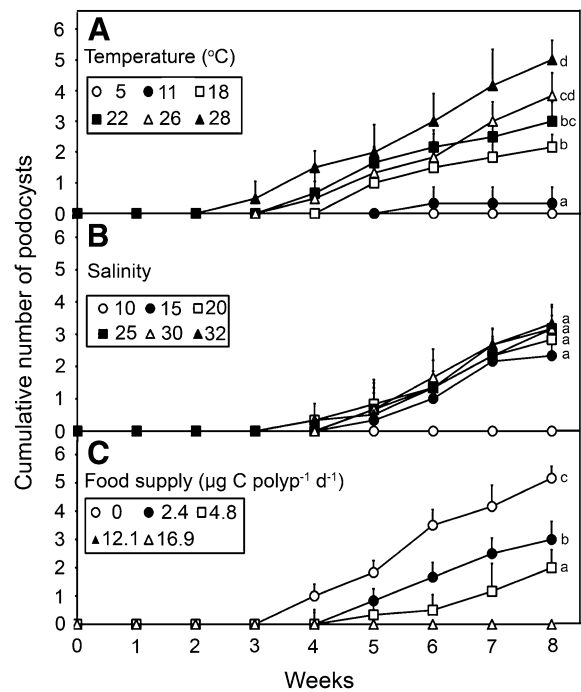 A
Temperature (°C)
5 11 18
22 26 28
6
5
4
3
2
1
0
d
cd
bc
b
a
B
Salinity
10 15 20
25 30 32
6
5
4
3
2
1
0
a
a
a
a
C
Food supply (µg C polyp⁻¹ d⁻¹)
0 2.4 4.8
12.1 16.9
6
5
4
3
2
1
0
c
b
a
0 1 2 3 4 5 6 7 8
Weeks
Cumulative number of podocysts